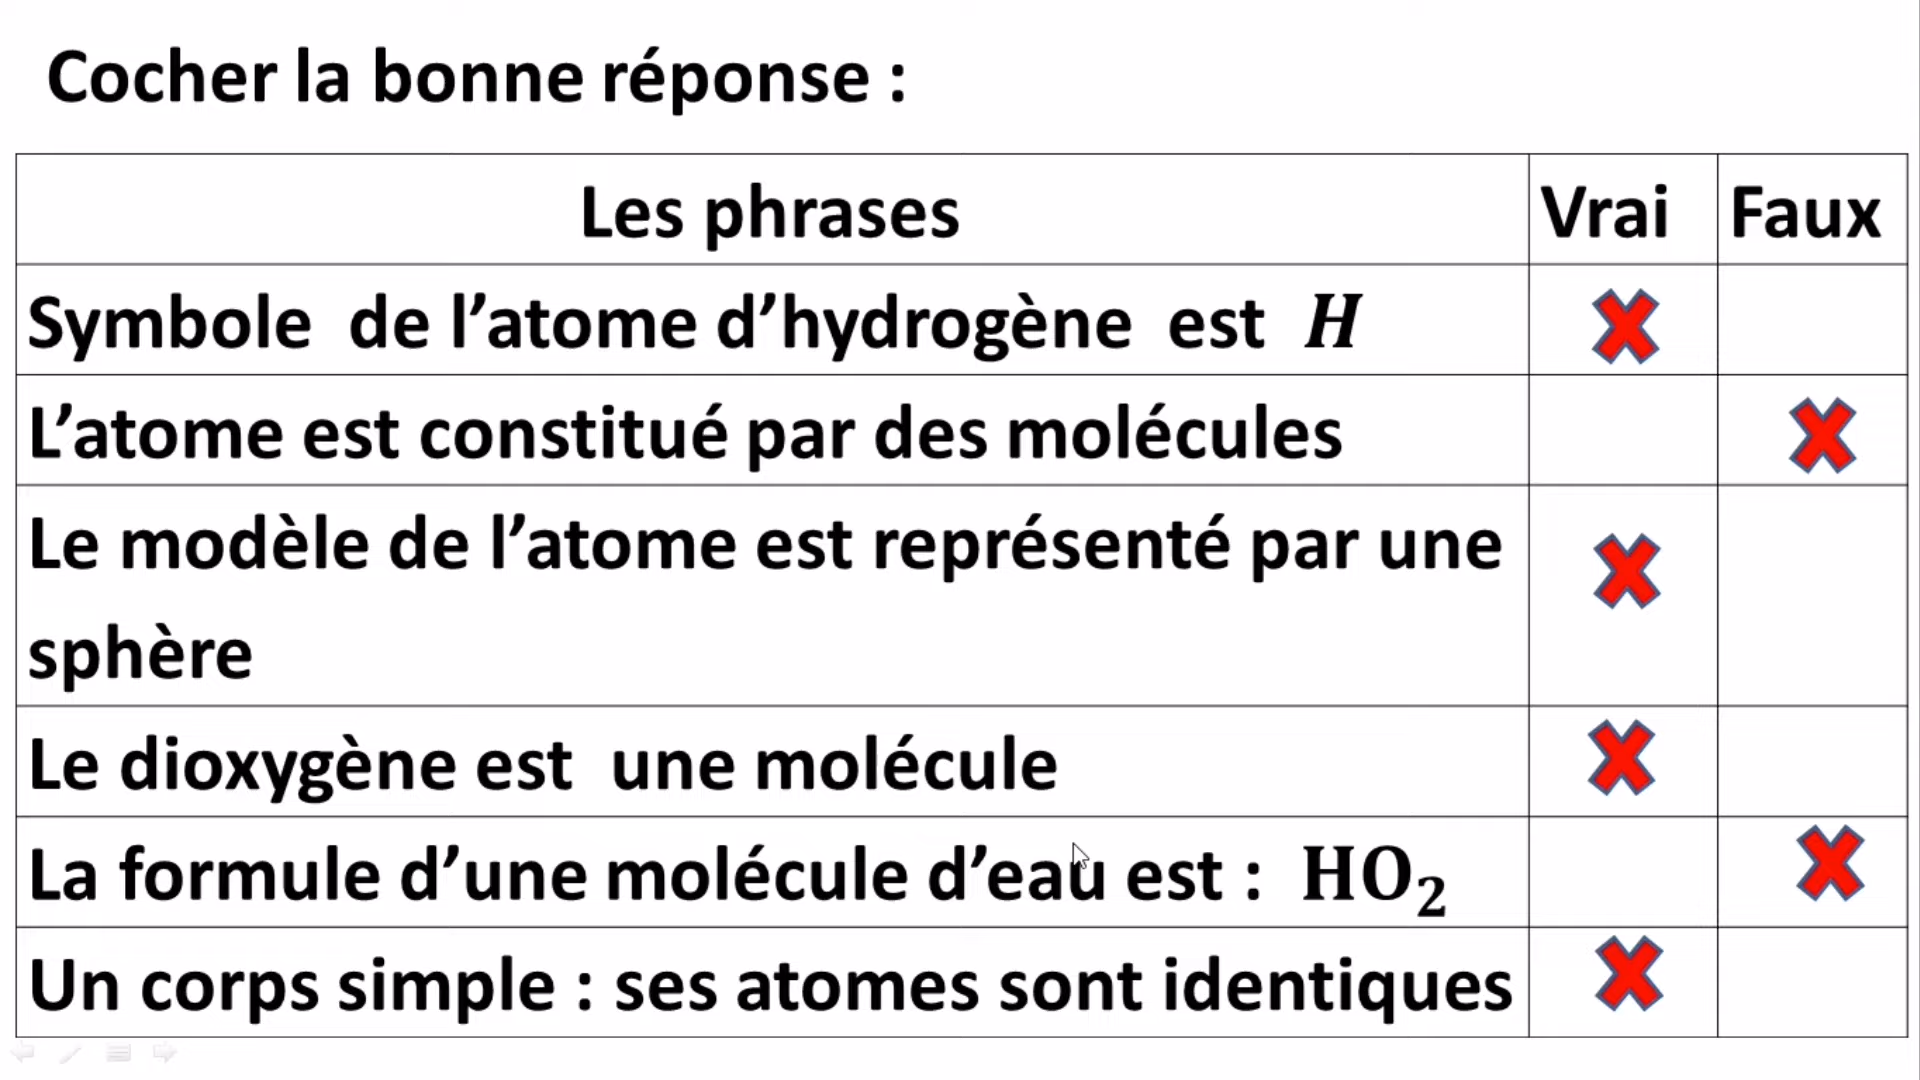 Cocher la bonne réponse :
Les phrases Vrai Faux
Symbole de l’atome d’hydrogène est H
L’atome est constitué par des molécules
Le modèle de l’atome est représenté par une
sphère
Le dioxygène est une molécule
La formule d’une molécule d’eau est : HO₂
Un corps simple : ses atomes sont identiques